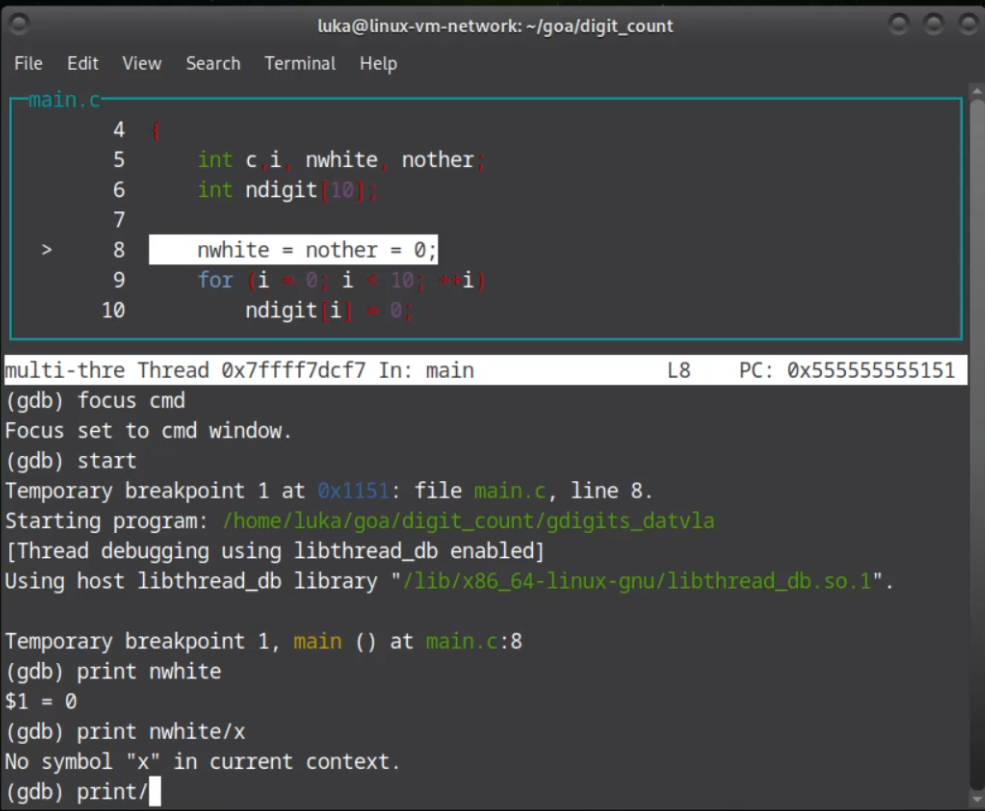 luka@linux-vm-network: ~/goa/digit_count
File Edit View Search Terminal Help
main.c
4 {
5 int c,i, nwhite, nother;
6 int ndigit[10];
7
> 8 nwhite = nother = 0;
9 for (i = 0; i < 10; ++i)
10 ndigit[i] = 0;
multi-thre Thread 0x7ffff7dcf7 In: main L8 PC: 0x555555555151
(gdb) focus cmd
Focus set to cmd window.
(gdb) start
Temporary breakpoint 1 at 0x1151: file main.c, line 8.
Starting program: /home/luka/goa/digit_count/gdigits_datvla
[Thread debugging using libthread_db enabled]
Using host libthread_db library "/lib/x86_64-linux-gnu/libthread_db.so.1".
Temporary breakpoint 1, main () at main.c:8
(gdb) print nwhite
$1 = 0
(gdb) print nwhite/x
No symbol "x" in current context.
(gdb) print/